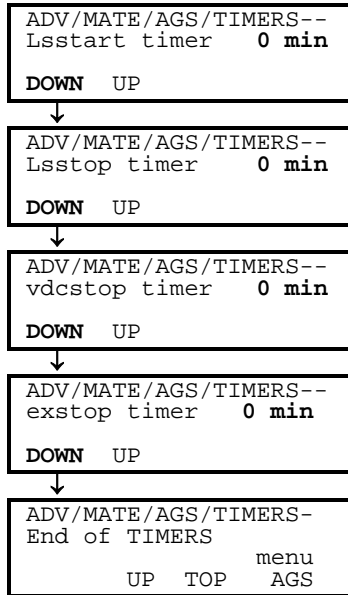 ADV/MATE/AGS/TIMERS--
Lsstart timer 0 min
DOWN UP
ADV/MATE/AGS/TIMERS--
Lsstop timer 0 min
DOWN UP
ADV/MATE/AGS/TIMERS--
vdcstop timer 0 min
DOWN UP
ADV/MATE/AGS/TIMERS--
exstop timer 0 min
DOWN UP
ADV/MATE/AGS/TIMERS-
End of TIMERS
menu
UP TOP AGS